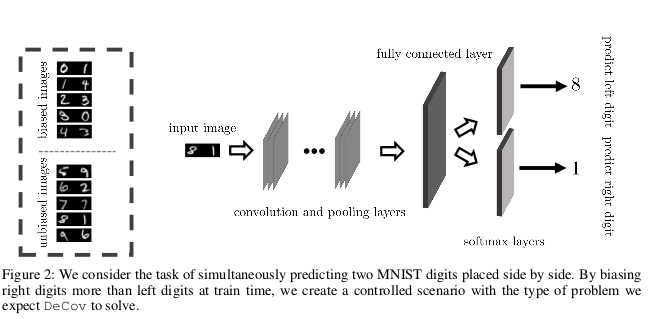 biased images
0 1
1 4
2 3
3 0
4 3
unbiased images
5 9
6 2
7 7
8 1
9 6
input image
8 1
convolution and pooling layers
fully connected layer
softmax layers
8
1
predict left digit
predict right digit
Figure 2: We consider the task of simultaneously predicting two MNIST digits placed side by side. By biasing
right digits more than left digits at train time, we create a controlled scenario with the type of problem we
expect DeCov to solve.